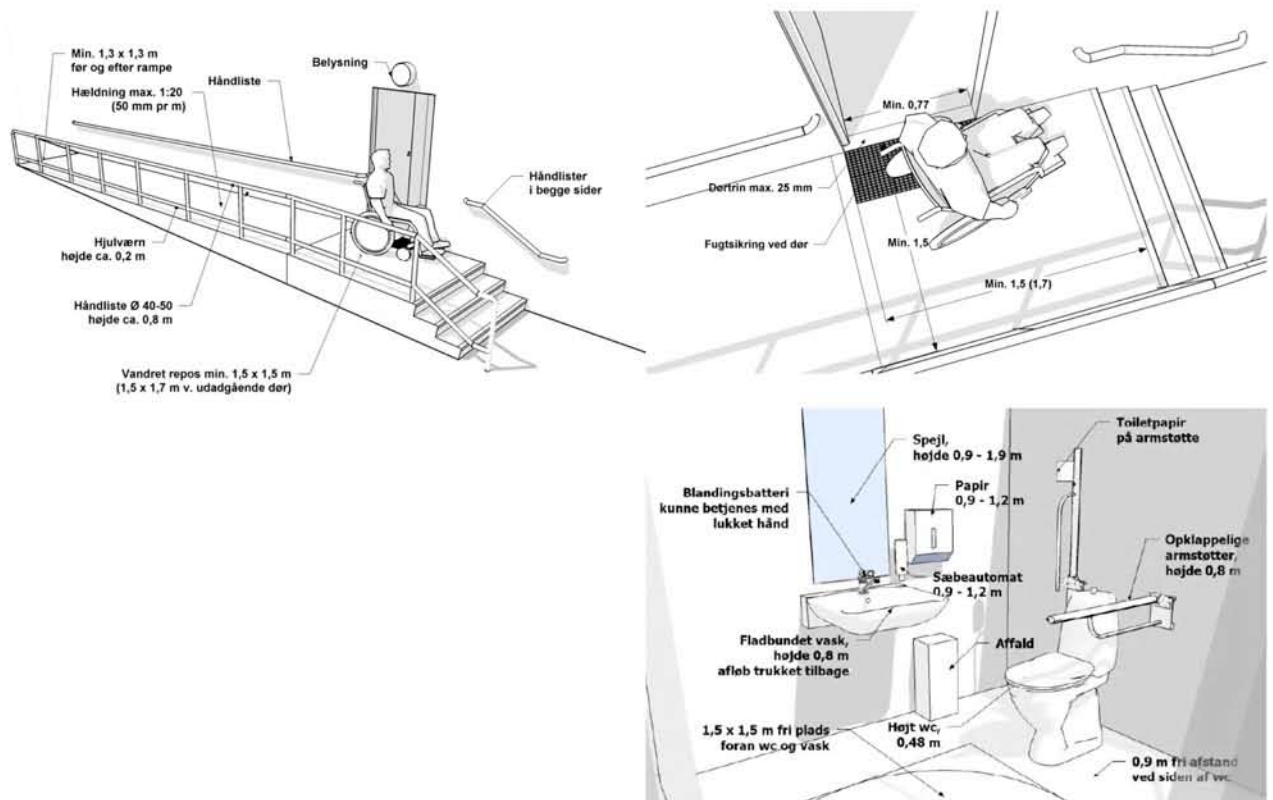 Min. 1,3 x 1,3 m
før og efter rampe
Hældning max. 1:20
(50 mm pr m)
Håndliste
Belysning
Håndlister
i begge sider
Hjulværn
højde ca. 0,2 m
Håndliste Ø 40-50
højde ca. 0,8 m
Vandret repos min. 1,5 x 1,5 m
(1,5 x 1,7 m v. udadgående dør)
Min. 0,77
Dørtrin max. 25 mm
Fugtsikring ved dør
Min. 1,5
Min. 1,5 (1,7)
Spejl,
højde 0,9 - 1,9 m
Blandingsbatteri
kunne betjenes med
lukket hånd
Papir
0,9 - 1,2 m
Toiletpapir
på armstøtte
Opklappelige
armstøtter,
højde 0,8 m
Sæbeautomat
0,9 - 1,2 m
Fladbundet vask,
højde 0,8 m
afløb trukket tilbage
Affald
1,5 x 1,5 m fri plads
foran wc og vask
Højt wc,
0,48 m
0,9 m fri afstand
ved siden af wc